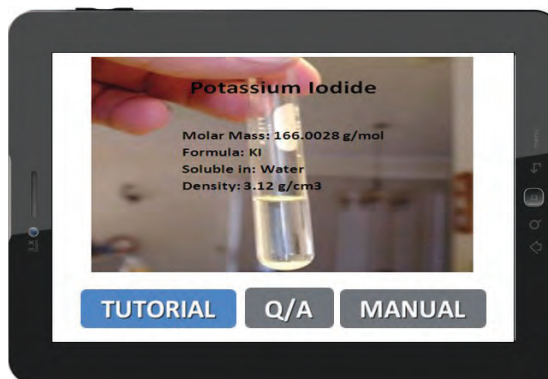 Potassium Iodide
Molar Mass: 166.0028 g/mol
Formula: KI
Soluble in: Water
Density: 3.12 g/cm3
TUTORIAL
Q/A
MANUAL